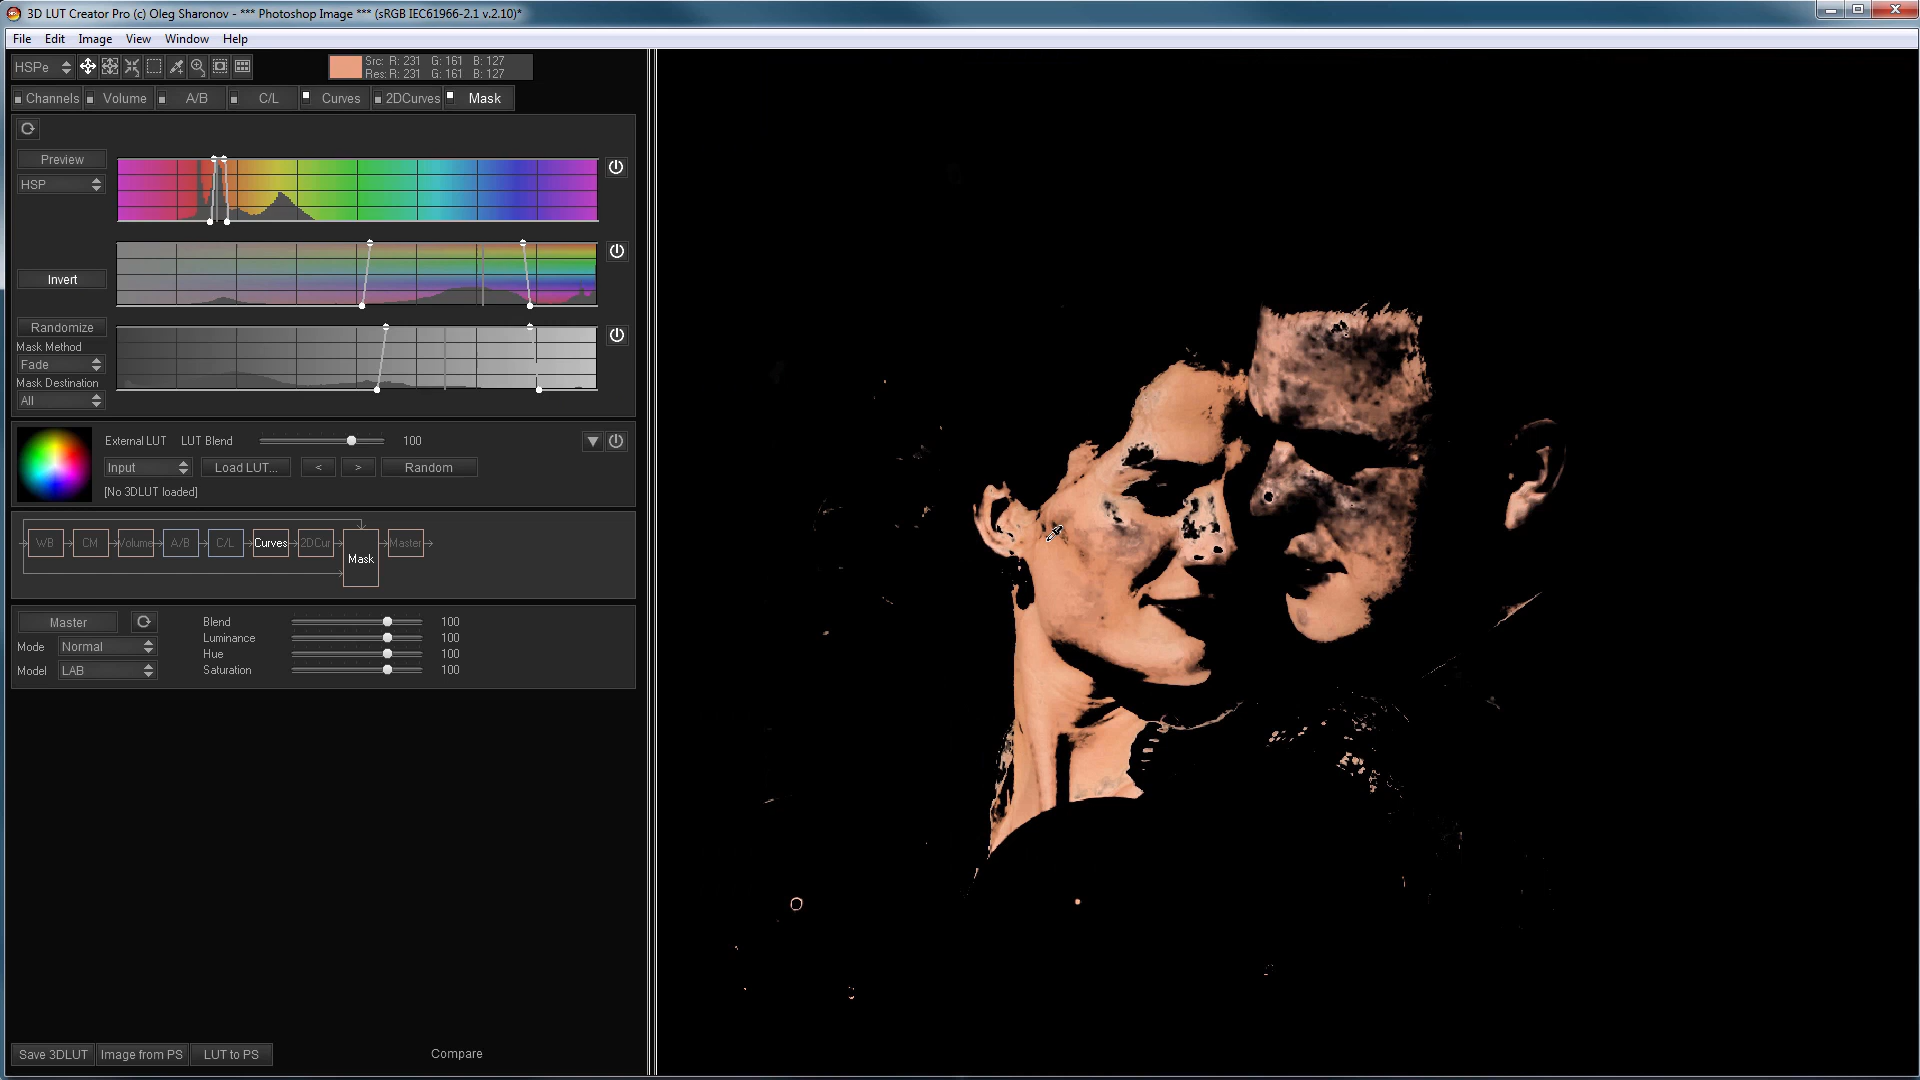 3D LUT Creator Pro (c) Oleg Sharonov - *** Photoshop Image *** (sRGB IEC61966-2.1 v.2.10)*
File Edit Image View Window Help
HSPe
Src: R: 231 G: 161 B: 127
Res: R: 231 G: 161 B: 127
Channels Volume A/B C/L Curves 2DCurves Mask
Preview
HSP
Invert
Randomize
Mask Method
Fade
Mask Destination
All
External LUT LUT Blend 100
Input Load LUT... < > Random
[No 3DLUT loaded]
WB CM Volume A/B C/L Curves 2DCur Mask Master
Master Blend 100
Luminance 100
Mode Normal Hue 100
Model LAB Saturation 100
Save 3DLUT Image from PS LUT to PS Compare